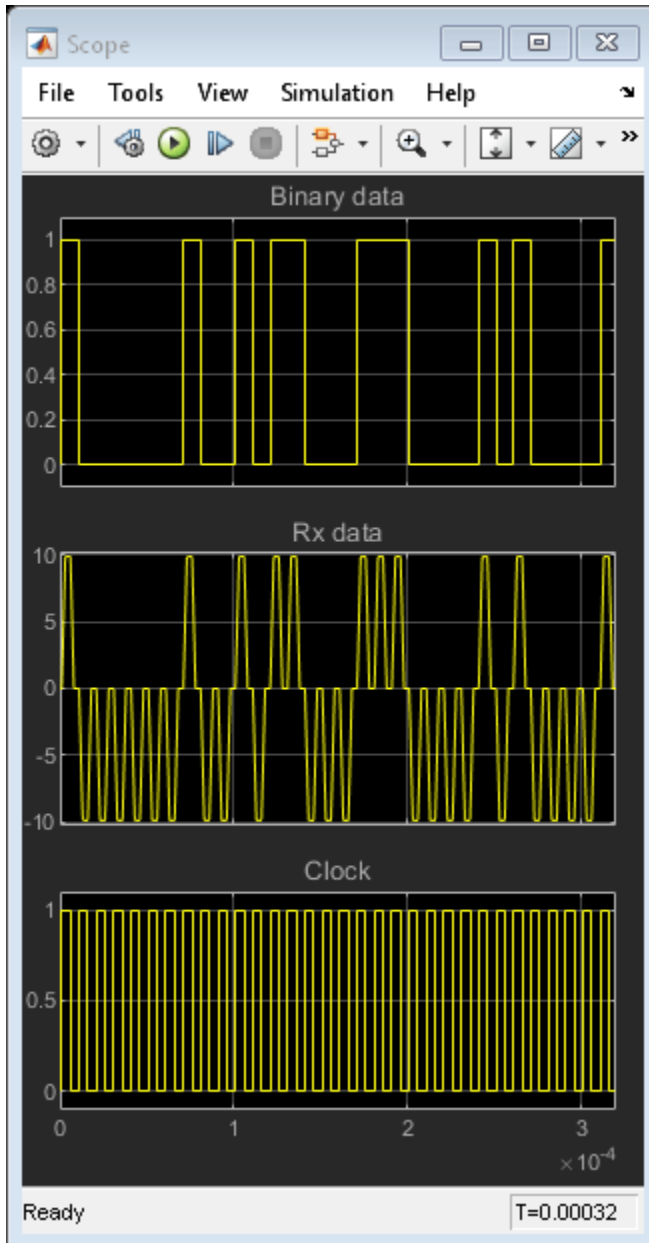 Scope
File Tools View Simulation Help
Binary data
1
0.8
0.6
0.4
0.2
0
Rx data
10
5
0
-5
-10
Clock
1
0.5
0
0 1 2 3
×10-4
Ready T=0.00032